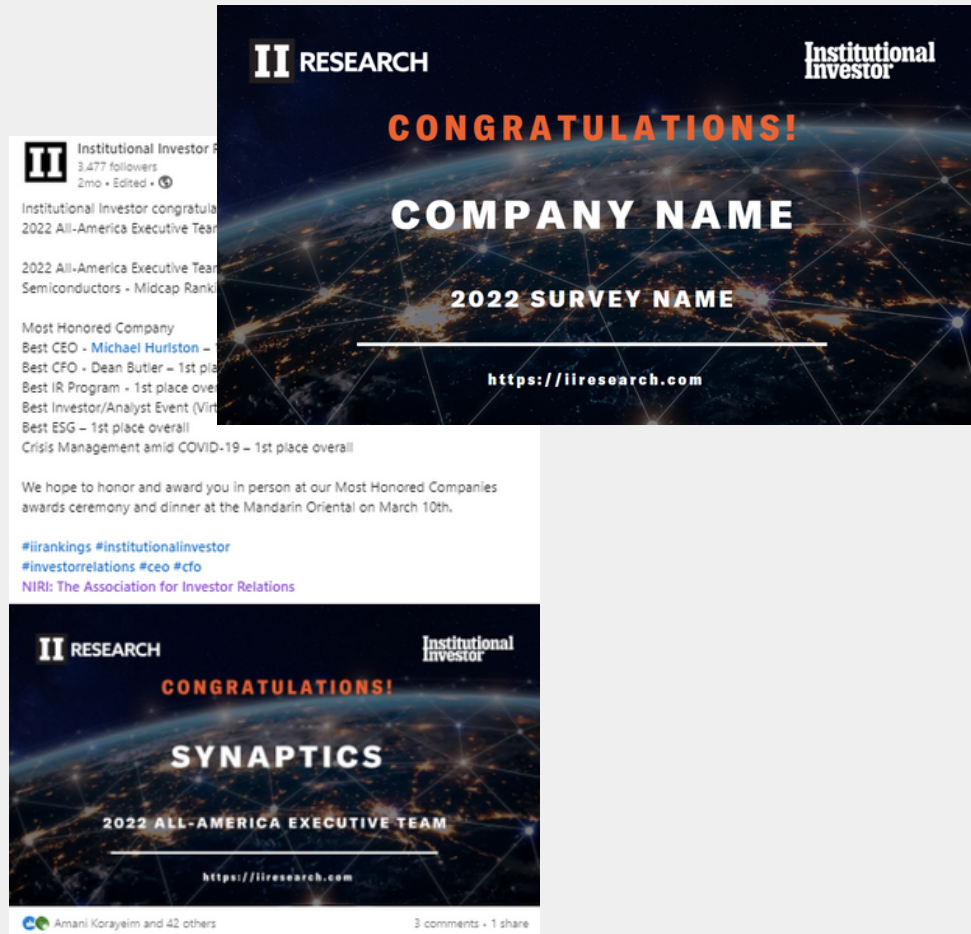 II RESEARCH
Institutional
Investor
CONGRATULATIONS!
COMPANY NAME
2022 SURVEY NAME
https://iiresearch.com
II
Institutional Investor
3,477 followers
2mo • Edited •
Institutional Investor congratula
2022 All-America Executive Tear
2022 All-America Executive Tear
Semiconductors - Midcap Ranki
Most Honored Company
Best CEO - Michael Hurlston –
Best CFO - Dean Butler – 1st pla
Best IR Program - 1st place over
Best Investor/Analyst Event (Virt
Best ESG – 1st place overall
Crisis Management amid COVID-19 – 1st place overall
We hope to honor and award you in person at our Most Honored Companies
awards ceremony and dinner at the Mandarin Oriental on March 10th.
#iirankings #institutionalinvestor
#investorrelations #ceo #cfo
NIRI: The Association for Investor Relations
II RESEARCH
Institutional
Investor
CONGRATULATIONS!
SYNAPTICS
2022 ALL-AMERICA EXECUTIVE TEAM
https://iiresearch.com
Amani Korayeim and 42 others
3 comments • 1 share